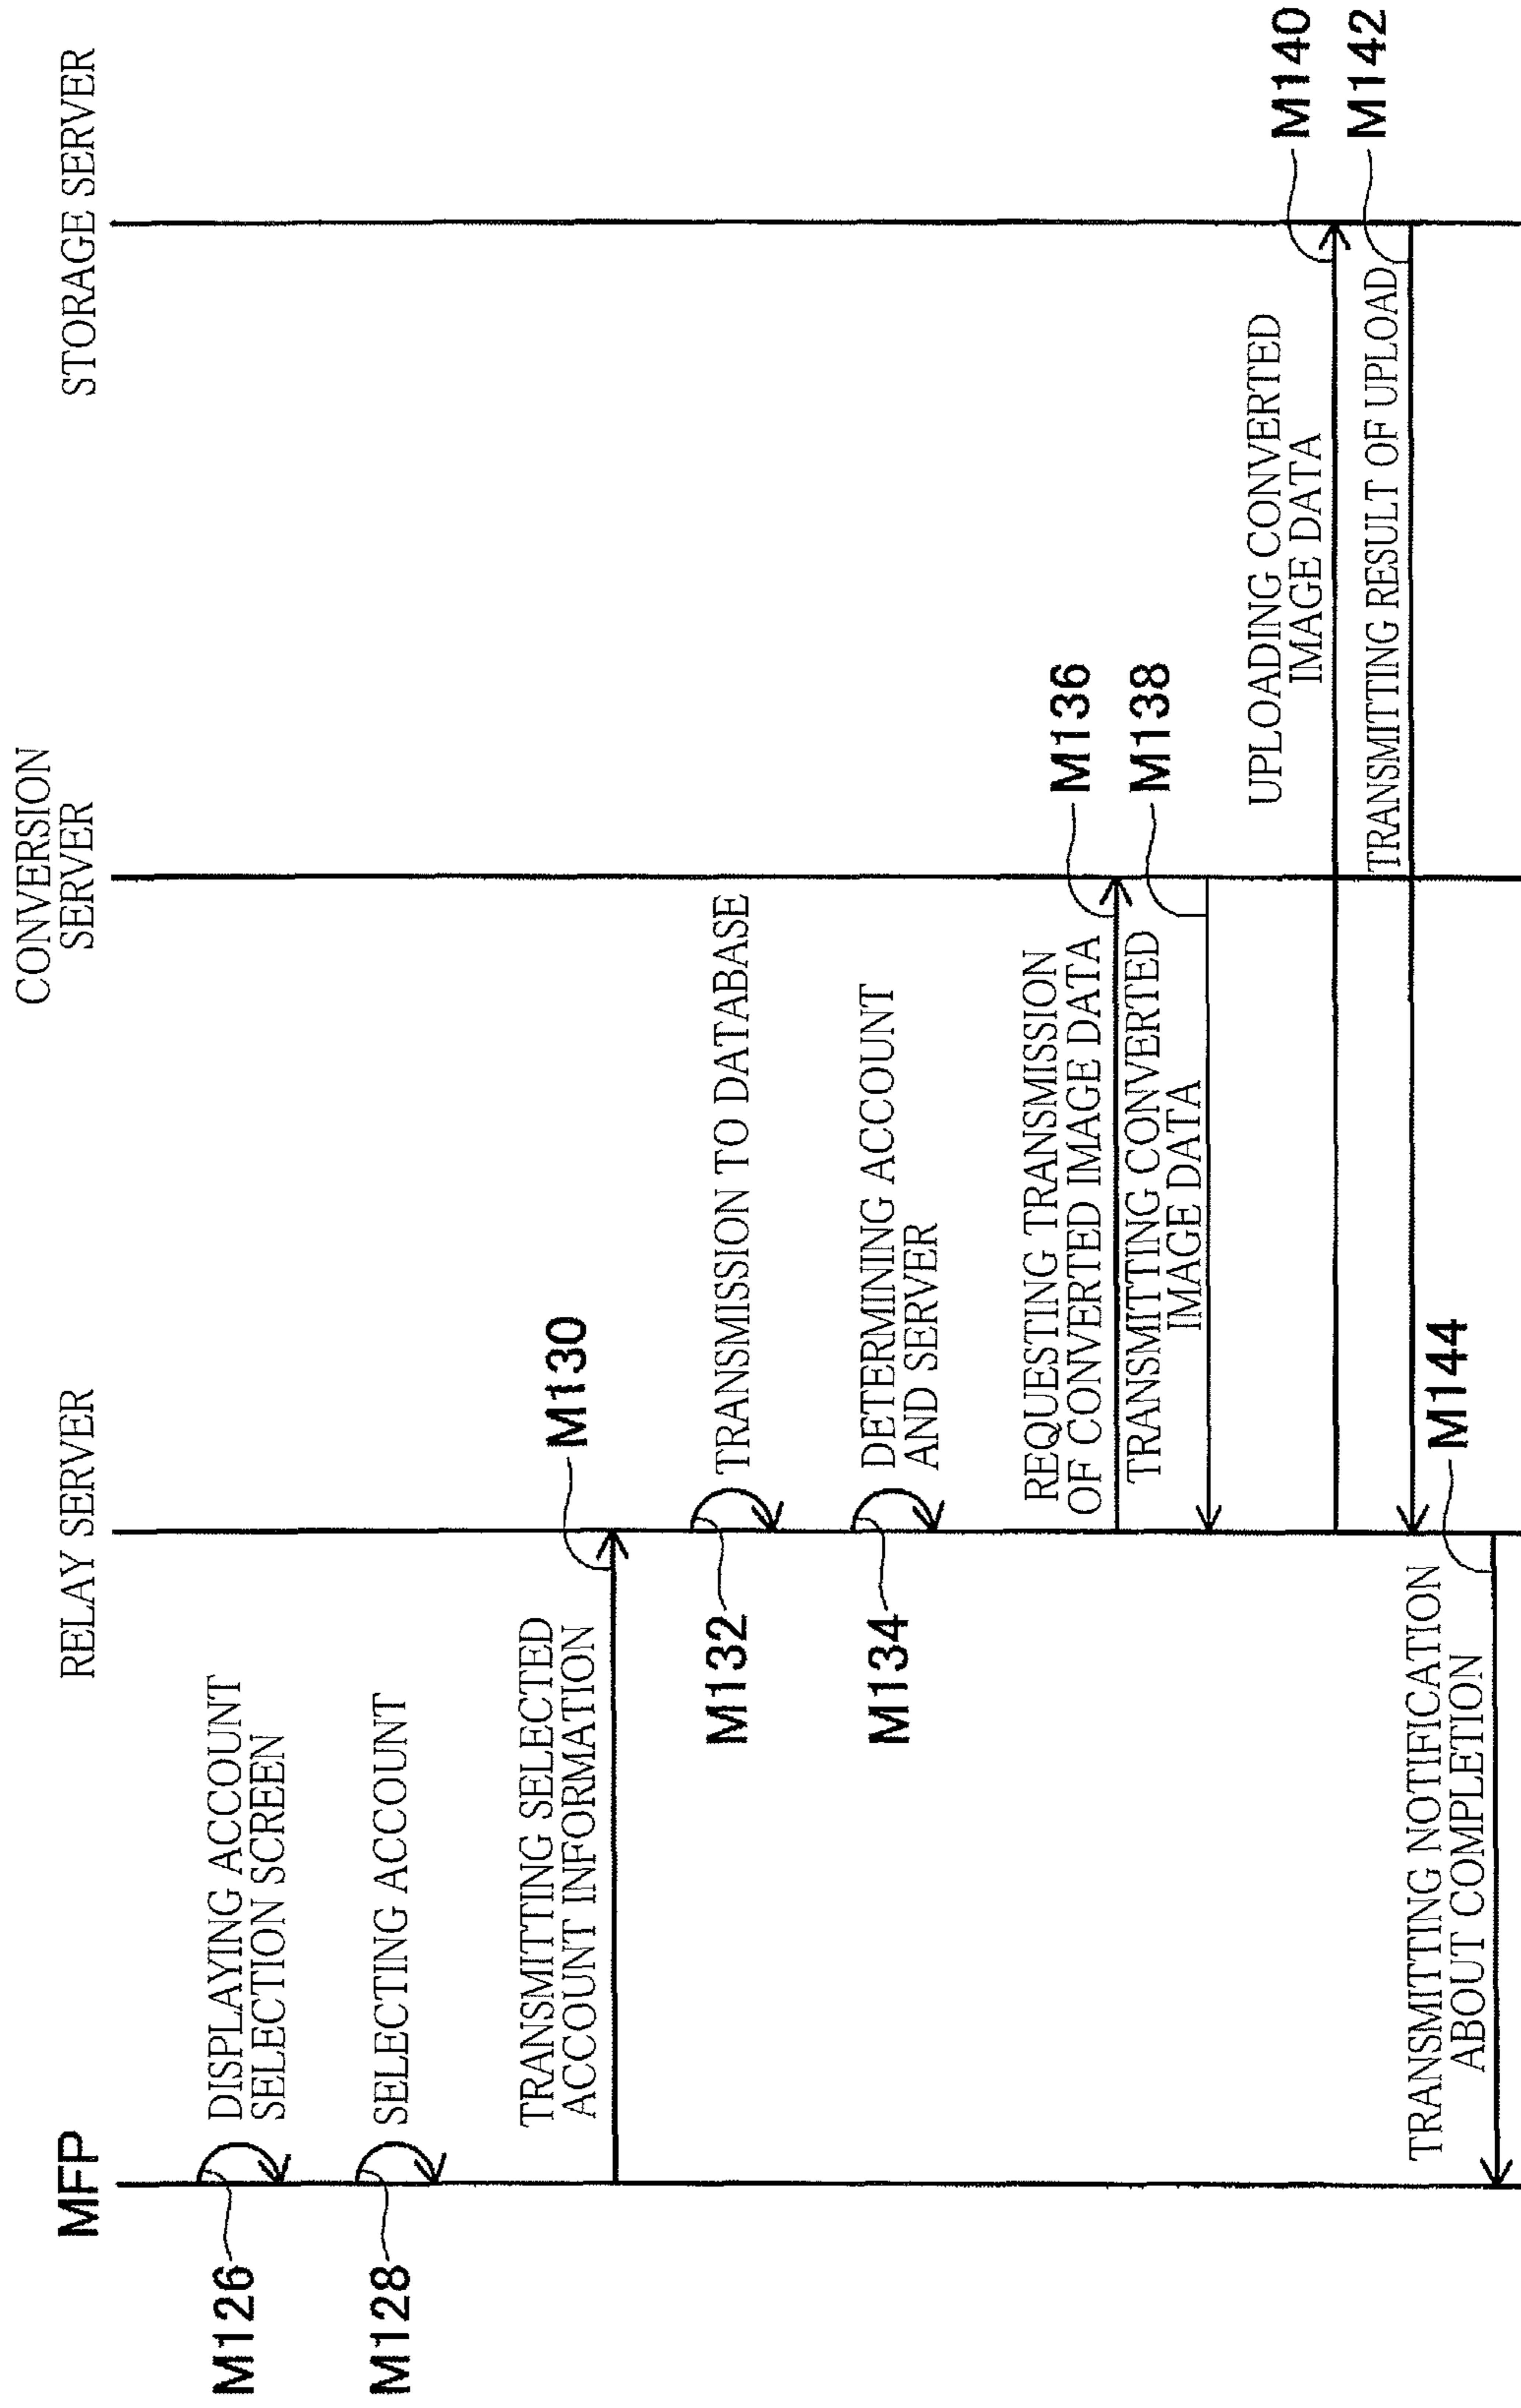 MFP
RELAY SERVER
CONVERSION
SERVER
STORAGE SERVER
M126
DISPLAYING ACCOUNT
SELECTION SCREEN
M128
SELECTING ACCOUNT
TRANSMITTING SELECTED
ACCOUNT INFORMATION
M130
M132
TRANSMISSION TO DATABASE
M134
DETERMINING ACCOUNT
AND SERVER
REQUESTING TRANSMISSION
OF CONVERTED IMAGE DATA
M136
TRANSMITTING CONVERTED
IMAGE DATA
M138
UPLOADING CONVERTED
IMAGE DATA
M140
TRANSMITTING RESULT OF UPLOAD
M142
TRANSMITTING NOTIFICATION
ABOUT COMPLETION
M144